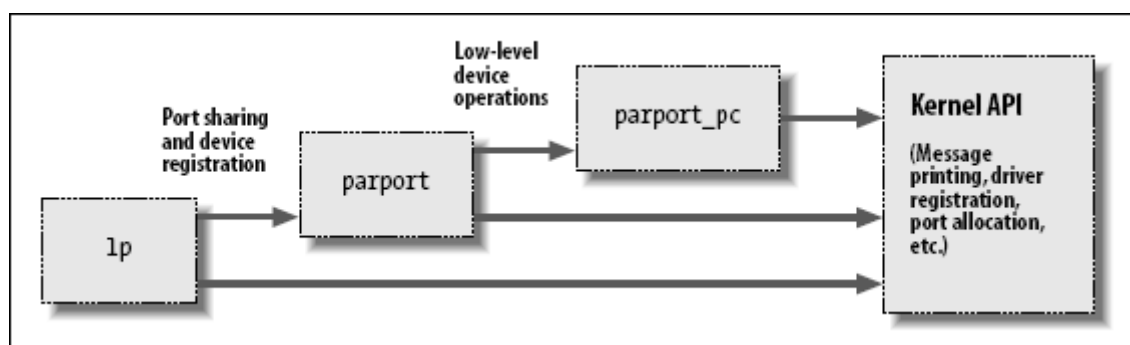 Port sharing
and device
registration
Low-level
device
operations
lp
parport
parport_pc
Kernel API
(Message
printing, driver
registration,
port allocation,
etc.)